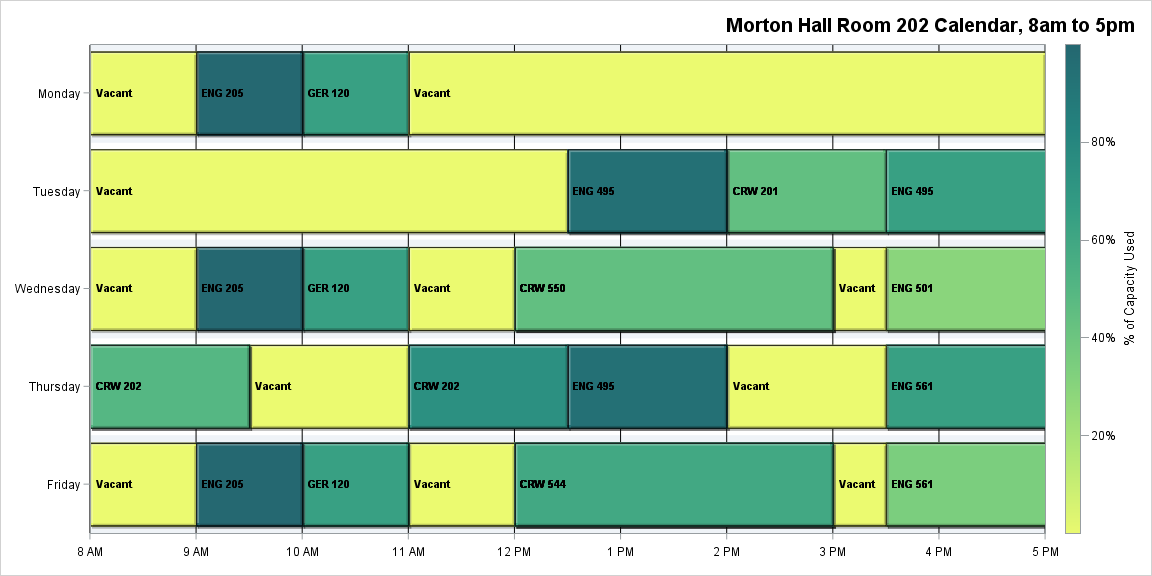 Morton Hall Room 202 Calendar, 8am to 5pm
Monday
Vacant
ENG 205
GER 120
Vacant
Tuesday
Vacant
ENG 495
CRW 201
ENG 495
Wednesday
Vacant
ENG 205
GER 120
Vacant
CRW 550
Vacant
ENG 501
Thursday
CRW 202
Vacant
CRW 202
ENG 495
Vacant
ENG 561
Friday
Vacant
ENG 205
GER 120
Vacant
CRW 544
Vacant
ENG 561
8 AM
9 AM
10 AM
11 AM
12 PM
1 PM
2 PM
3 PM
4 PM
5 PM
80%
60%
40%
20%
% of Capacity Used